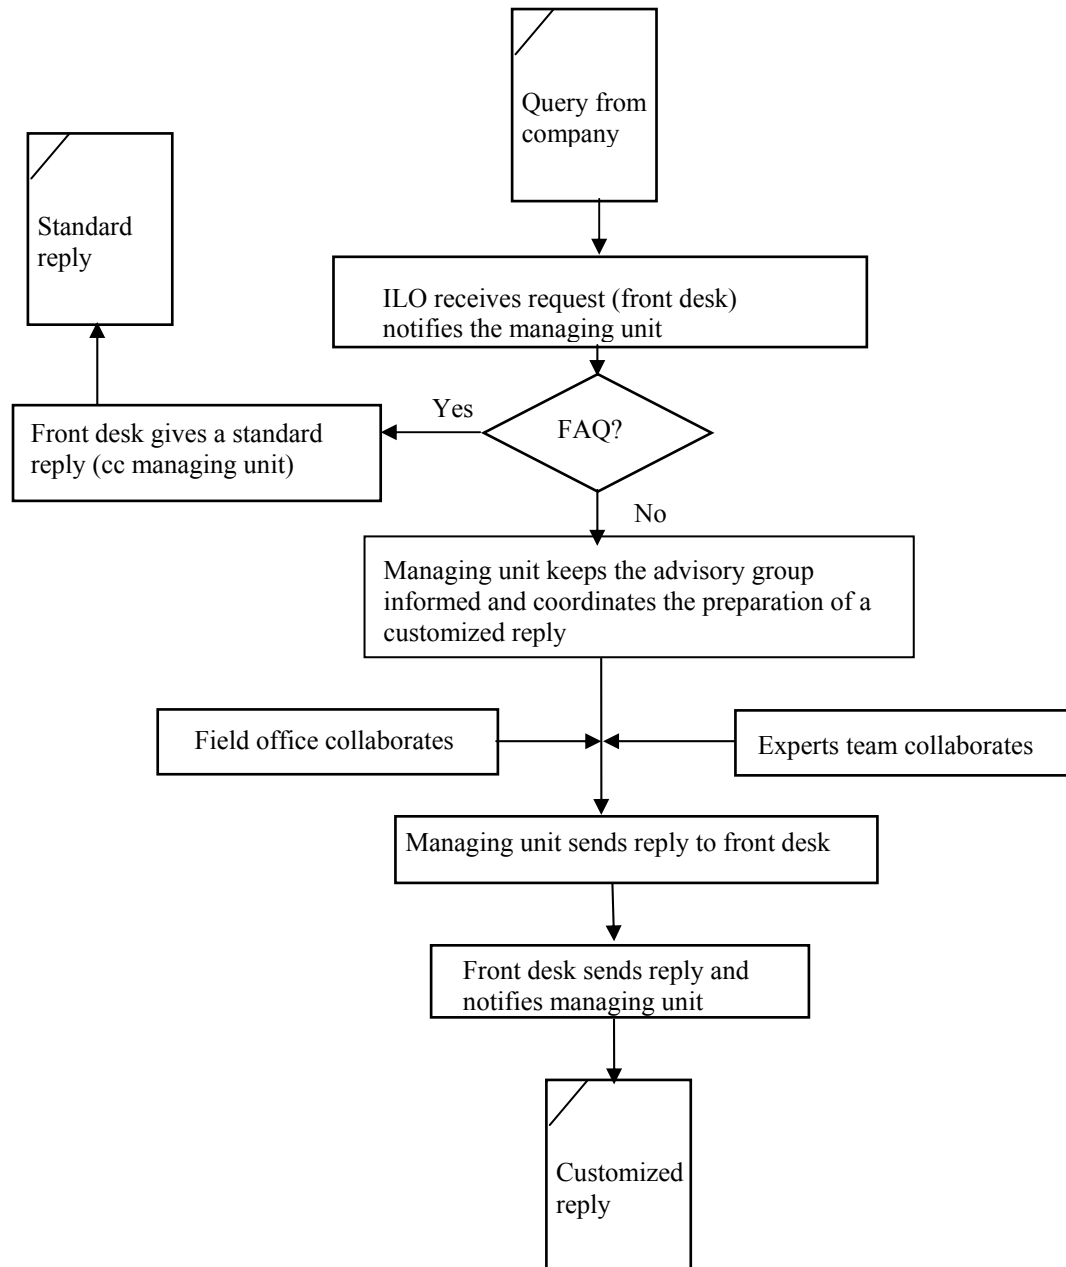 Query from
company
Standard
reply
ILO receives request (front desk)
notifies the managing unit
Yes
FAQ?
Front desk gives a standard
reply (cc managing unit)
No
Managing unit keeps the advisory group
informed and coordinates the preparation of a
customized reply
Field office collaborates
Experts team collaborates
Managing unit sends reply to front desk
Front desk sends reply and
notifies managing unit
Customized
reply